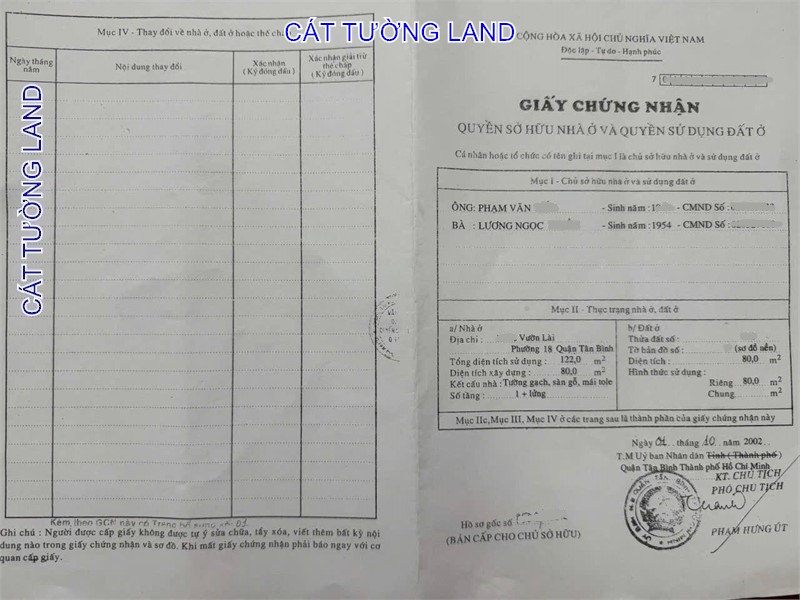 CÁT TƯỜNG LAND
CÁT TƯỜNG LAND
Mục IV - Thay đổi về nhà ở, đất ở hoặc thế chấ
Ngày tháng năm
Nội dung thay đổi
Xác nhận
( Ký đóng dấu )
Xác nhận giải trừ
thế chấp
( Ký đóng dấu )
Kèm theo GCN này có Trang bổ sung số 01
Ghi chú : Người được cấp giấy không được tự ý sửa chữa, tẩy xóa, viết thêm bất kỳ nội
dung nào trong giấy chứng nhận và sơ đồ. Khi mất giấy chứng nhận phải báo ngay với cơ
quan cấp giấy.
CỘNG HÒA XÃ HỘI CHỦ NGHĨA VIỆT NAM
Độc lập - Tự do - Hạnh phúc
7
GIẤY CHỨNG NHẬN
QUYỀN SỞ HỮU NHÀ Ở VÀ QUYỀN SỬ DỤNG ĐẤT Ở
Cá nhân hoặc tổ chức có tên ghi tại mục I là chủ sở hữu nhà ở và sử dụng đất ở
Mục I - Chủ sở hữu nhà ở và sử dụng đất ở
ÔNG: PHẠM VĂN - Sinh năm : - CMND Số :
BÀ : LƯƠNG NGỌC - Sinh năm : 1954 - CMND Số :
Mục II - Thực trạng nhà ở, đất ở
a/ Nhà ở
Địa chỉ : , Vườn Lài
Phường 18 Quận Tân Bình
Tổng diện tích sử dụng : 122,0 m2
Diện tích xây dựng : 80,0 m2
Kết cấu nhà : Tường gạch, sàn gỗ, mái tole
Số tầng : 1 + lửng
b/ Đất ở
Thửa đất số :
Tờ bản đồ số : (sơ đồ nền)
Diện tích : 80,0 m2
Hình thức sử dụng :
Riêng 80,0 m2
Chung m2
Mục IIc,Mục III, Mục IV ở các trang sau là thành phần của giấy chứng nhận này
Ngày 01 tháng 10 năm 2002
T.M Uỷ ban Nhân dân Tỉnh ( Thành phố )
Quận Tân Bình Thành phố Hồ Chí Minh
KT. CHỦ TỊCH
PHÓ CHỦ TỊCH
PHẠM HƯNG ÚT
Hồ sơ gốc số
(BẢN CẤP CHO CHỦ SỞ HỮU)